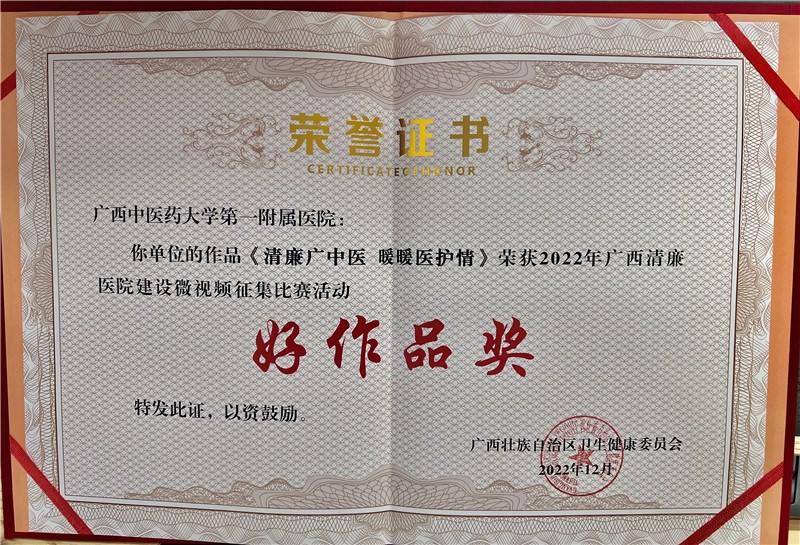 荣誉证书
CERTIFICATEOFHONOR
广西中医药大学第一附属医院：
你单位的作品《清廉广中医 暖暖医护情》荣获2022年广西清廉
医院建设微视频征集比赛活动
好作品奖
特发此证，以资鼓励。
广西壮族自治区卫生健康委员会
2022年12月